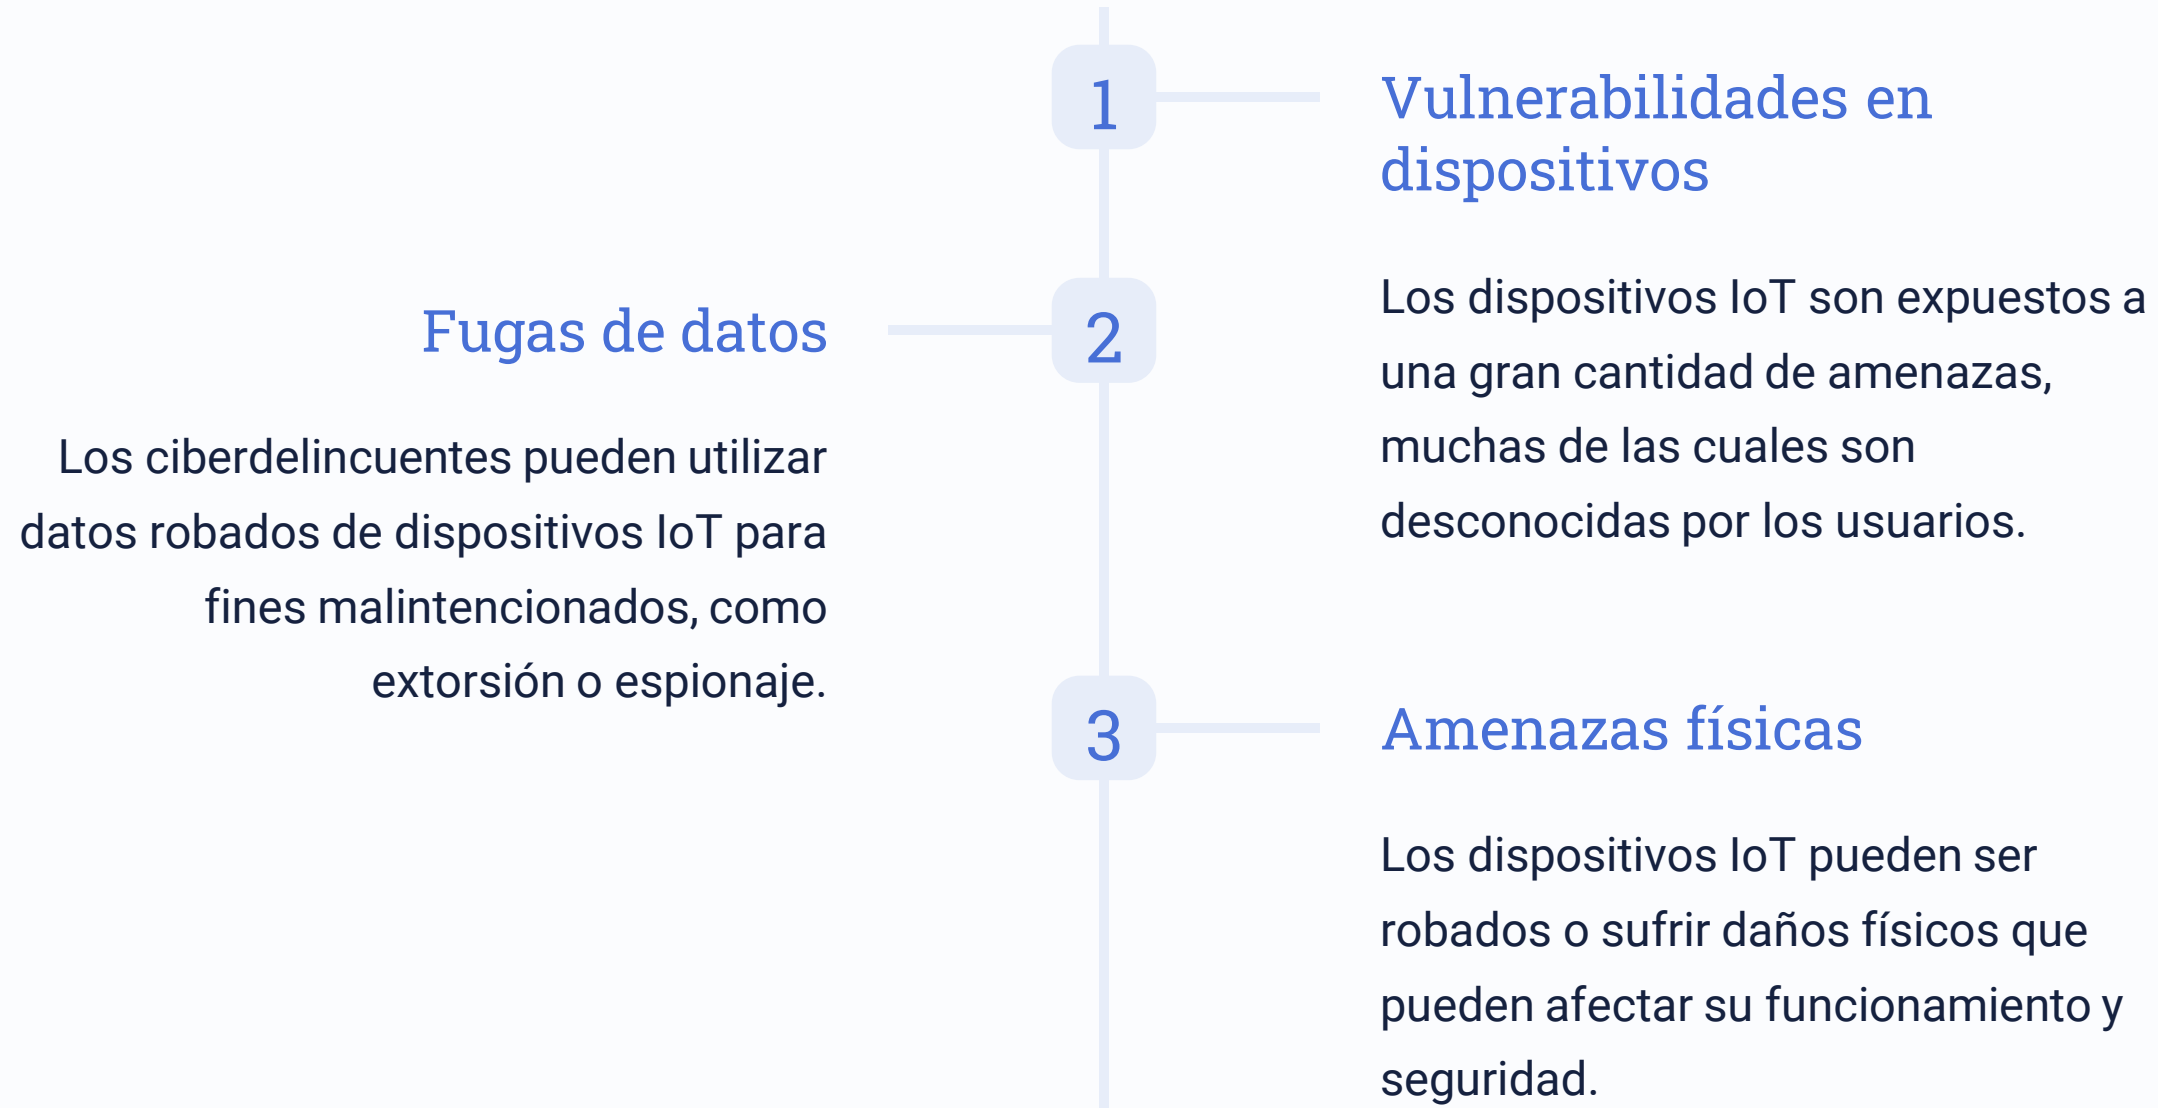 1
Vulnerabilidades en
dispositivos
Los dispositivos IoT son expuestos a
una gran cantidad de amenazas,
muchas de las cuales son
desconocidas por los usuarios.
2
Fugas de datos
Los ciberdelincuentes pueden utilizar
datos robados de dispositivos IoT para
fines malintencionados, como
extorsión o espionaje.
3
Amenazas físicas
Los dispositivos IoT pueden ser
robados o sufrir daños físicos que
pueden afectar su funcionamiento y
seguridad.